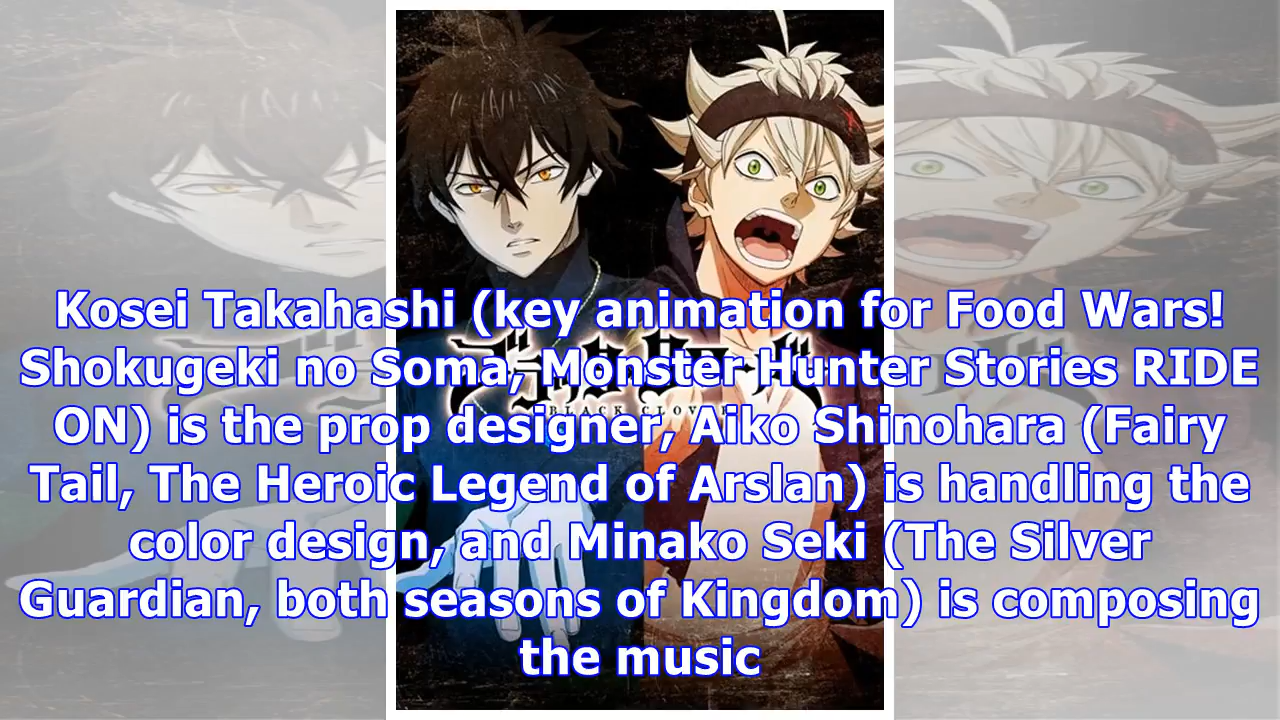 Kosei Takahashi (key animation for Food Wars!
Shokugeki no Soma, Monster Hunter Stories RIDE
ON) is the prop designer, Aiko Shinohara (Fairy
Tail, The Heroic Legend of Arslan) is handling the
color design, and Minako Seki (The Silver
Guardian, both seasons of Kingdom) is composing
the music
BLACK CLOVER